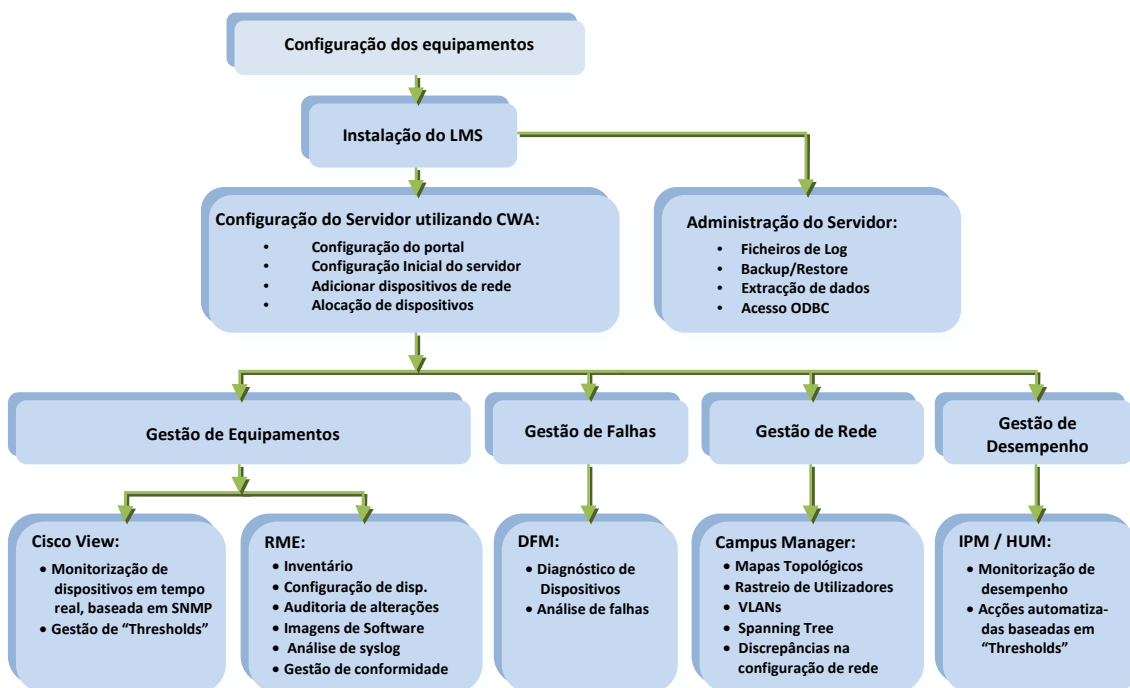 Configuração dos equipamentos
Instalação do LMS
Configuração do Servidor utilizando CWA:
• Configuração do portal
• Configuração Inicial do servidor
• Adicionar dispositivos de rede
• Alocação de dispositivos
Administração do Servidor:
• Ficheiros de Log
• Backup/Restore
• Extracção de dados
• Acesso ODBC
Gestão de Equipamentos
Gestão de Falhas
Gestão de Rede
Gestão de
Desempenho
Cisco View:
• Monitorização de
dispositivos em tempo
real, baseada em SNMP
• Gestão de “Thresholds”
RME:
• Inventário
• Configuração de disp.
• Auditoria de alterações
• Imagens de Software
• Análise de syslog
• Gestão de conformidade
DFM:
• Diagnóstico de
Dispositivos
• Análise de falhas
Campus Manager:
• Mapas Topológicos
• Rastreio de Utilizadores
• VLANs
• Spanning Tree
• Discrepâncias na
configuração de rede
IPM / HUM:
• Monitorização de
desempenho
• Acções automatiza-
das baseadas em
“Thresholds”